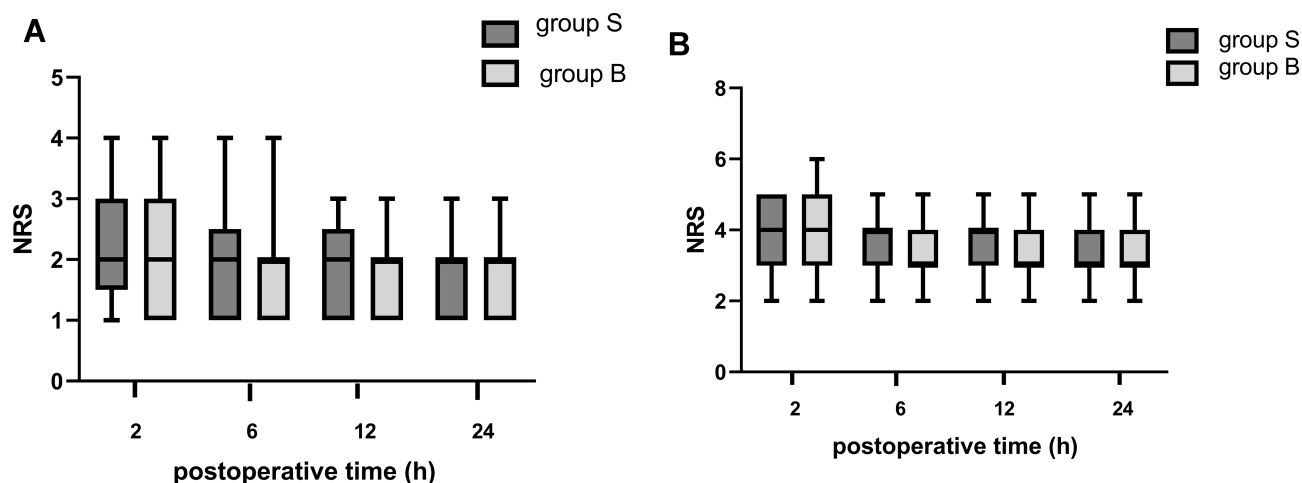 A
group S
group B
5
4
3
2
1
0
NRS
2 6 12 24
postoperative time (h)
B
group S
group B
8
6
4
2
0
NRS
2 6 12 24
postoperative time (h)